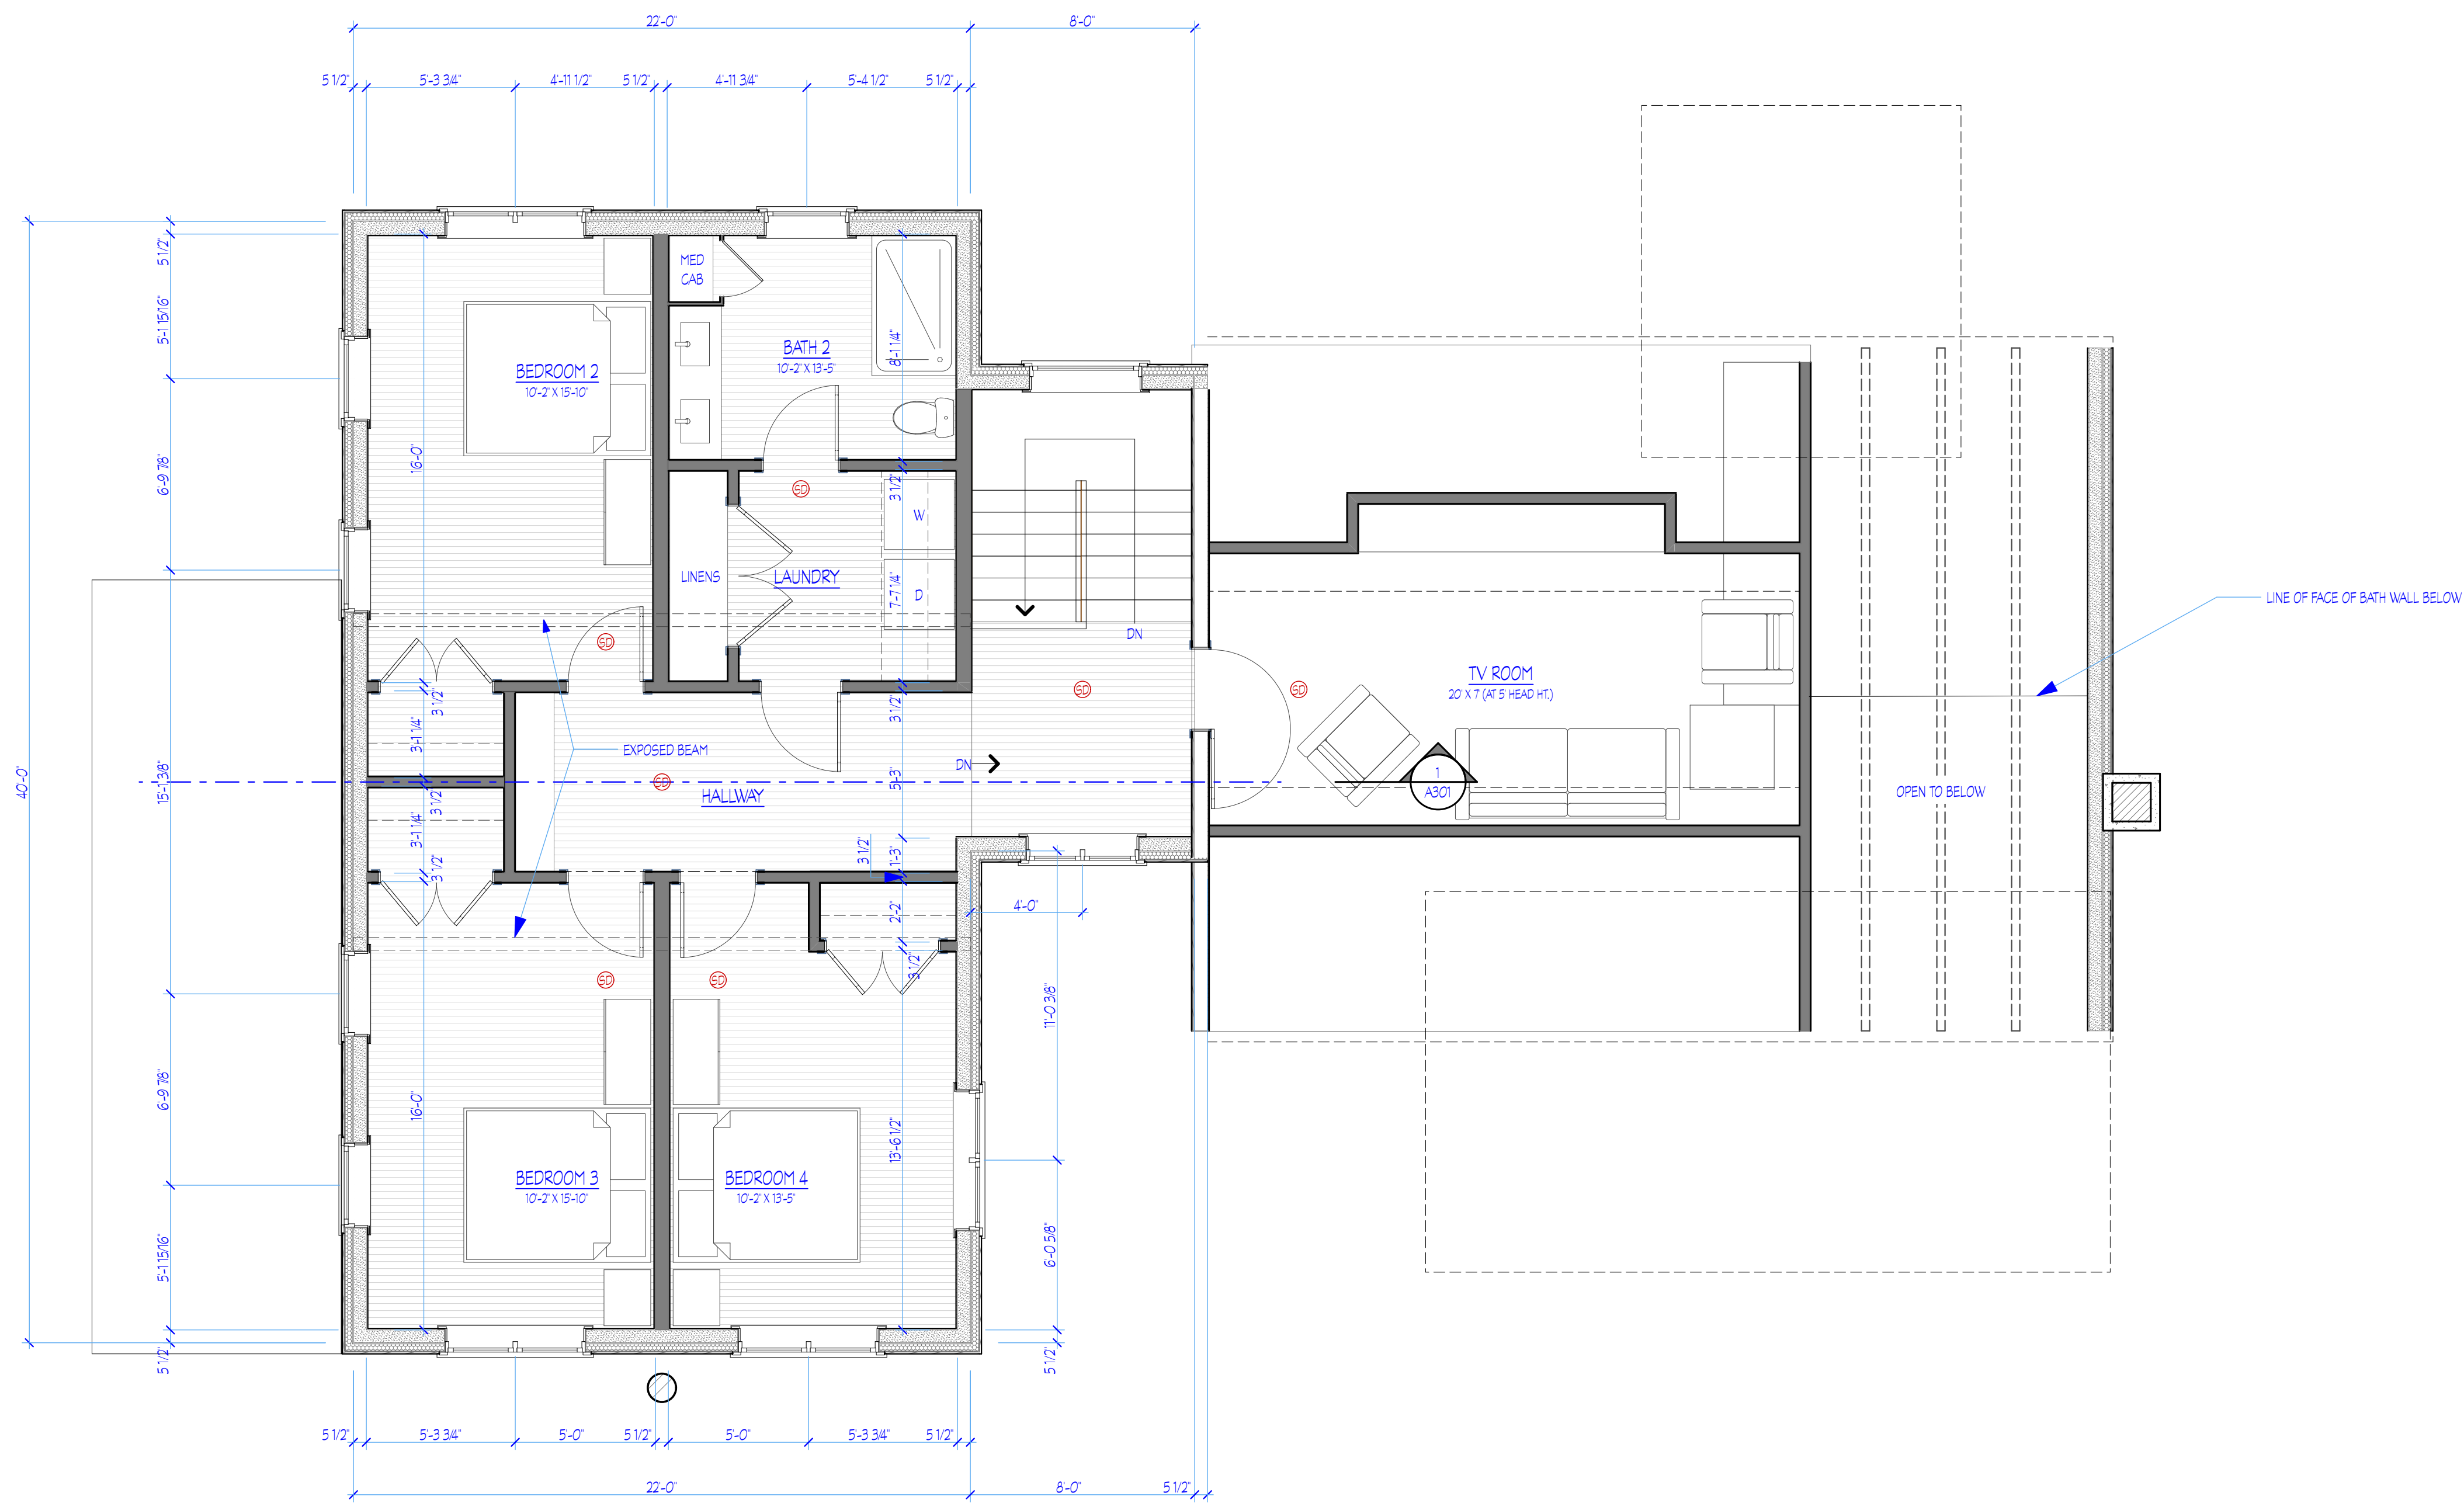 22'-0"
8'-0"
5 1/2"
5'-3 3/4"
4'-11 1/2"
5 1/2"
4'-11 3/4"
5'-4 1/2"
5 1/2"
40'-0"
5 1/2"
5'-1 15/16"
6'-9 7/8"
15'-1 3/8"
6'-9 7/8"
5'-1 15/16"
5 1/2"
MED
CAB
BEDROOM 2
10'-2" X 15'-10"
16'-0"
BATH 2
10'-2" X 13'-5"
8'-1 1/4"
3 1/2"
SD
W
LINENS
LAUNDRY
7'-7 1/4"
D
SD
DN
LINE OF FACE OF BATH WALL BELOW
TV ROOM
20' X 7' (AT 5' HEAD HT.)
SD
SD
3 1/2"
3'-1 1/4"
3 1/2"
EXPOSED BEAM
DN
5'-3"
SD
HALLWAY
1
A301
OPEN TO BELOW
3 1/2"
3'-1 1/4"
3 1/2"
3 1/2"
1'-3"
2'-2"
4'-0"
3 1/2"
SD
SD
11'-0 3/8"
16'-0"
13'-6 1/2"
BEDROOM 3
10'-2" X 15'-10"
BEDROOM 4
10'-2" X 13'-5"
6'-0 5/8"
5 1/2"
5 1/2"
5'-3 3/4"
5'-0"
5 1/2"
5'-0"
5'-3 3/4"
5 1/2"
22'-0"
8'-0"
5 1/2"